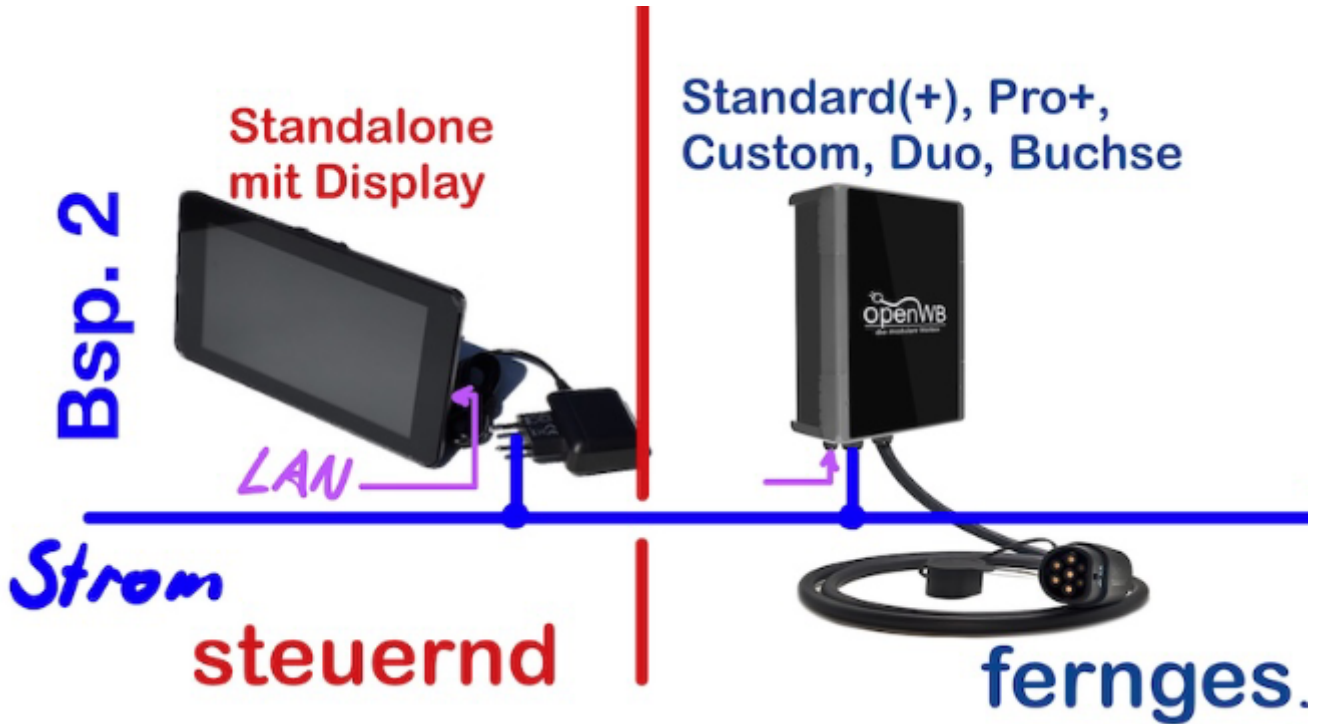 Standalone
mit Display
Standard(+), Pro+,
Custom, Duo, Buchse
Bsp. 2
openWB
LAN
Strom
steuernd
fernges.